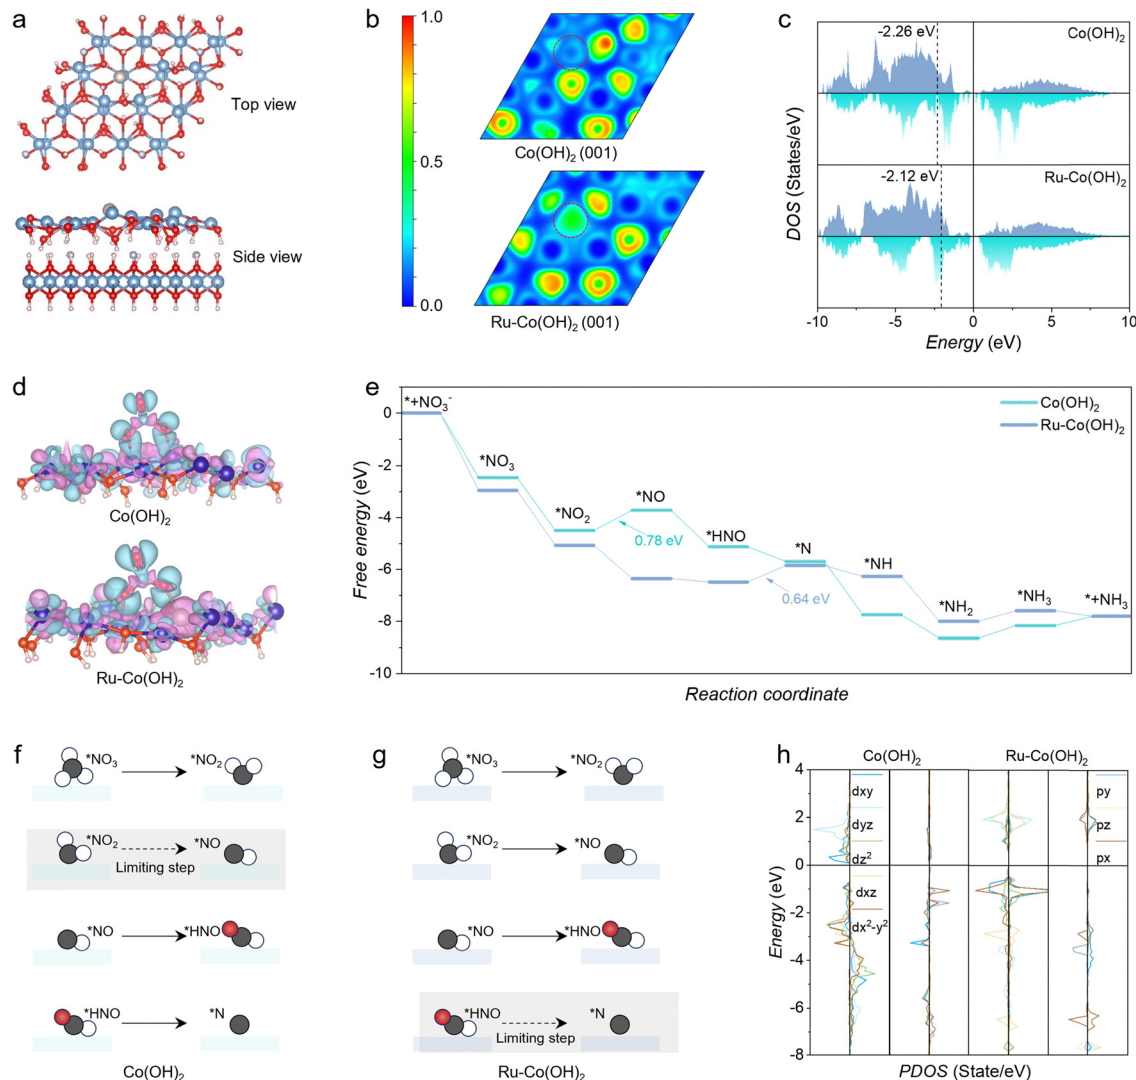 a
Top view
Side view
b
1.0
0.5
0.0
Co(OH)2 (001)
Ru-Co(OH)2 (001)
c
-2.26 eV
Co(OH)2
-2.12 eV
Ru-Co(OH)2
DOS (States/eV)
-10 -5 0 5 10
Energy (eV)
d
Co(OH)2
Ru-Co(OH)2
e
*+NO3-
Co(OH)2
Ru-Co(OH)2
*NO3
*NO2
*NO
*HNO
*N
*NH
*NH2
*NH3
*+NH3
0.78 eV
0.64 eV
0
-2
-4
-6
-8
-10
Free energy (eV)
Reaction coordinate
f
*NO3
*NO2
*NO2
*NO
Limiting step
*NO
*HNO
*HNO
*N
Co(OH)2
g
*NO3
*NO2
*NO2
*NO
*NO
*HNO
*HNO
*N
Limiting step
Ru-Co(OH)2
h
Co(OH)2
Ru-Co(OH)2
4
2
0
-2
-4
-6
-8
Energy (eV)
dxy
dyz
dz2
dxz
dx2-y2
py
pz
px
PDOS (State/eV)